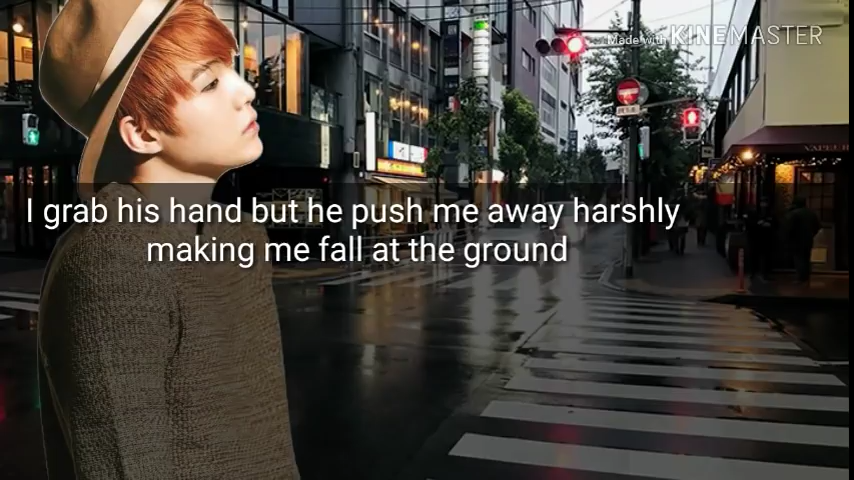 Made with KINEMASTER
I grab his hand but he push me away harshly
making me fall at the ground